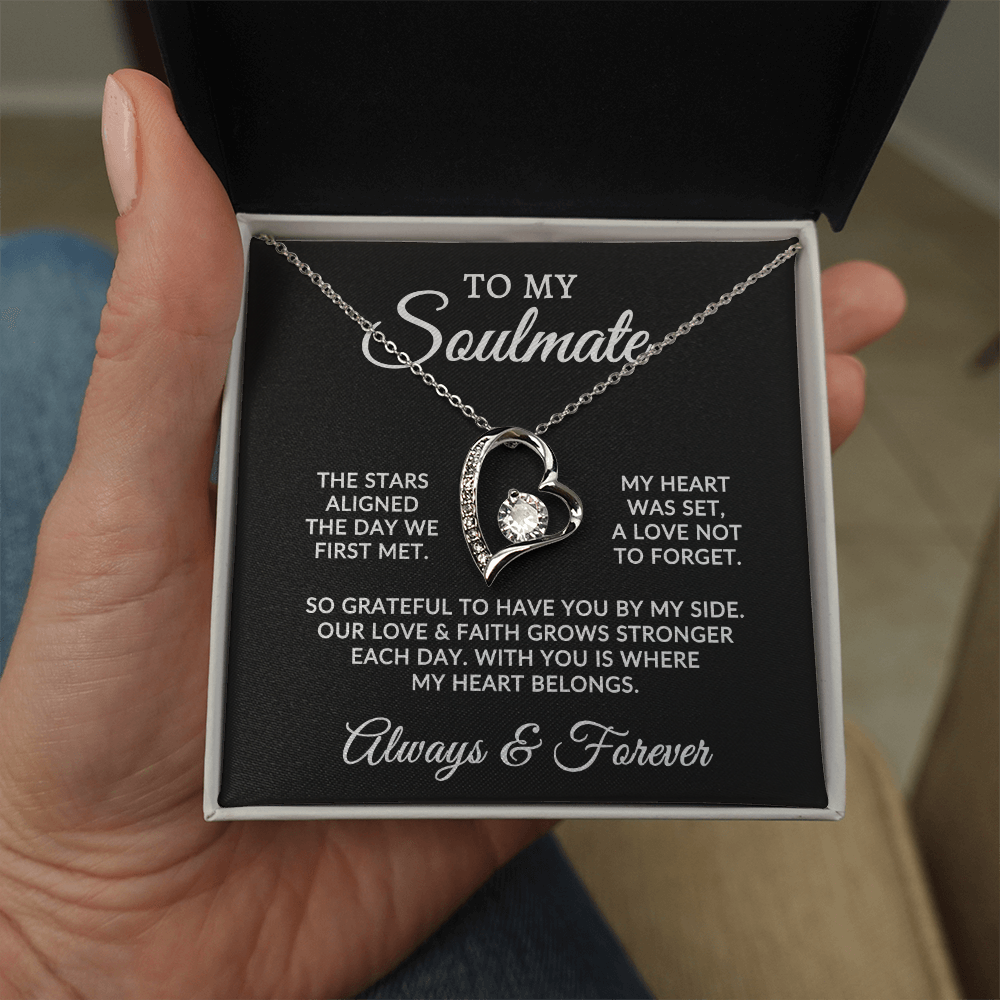 TO MY
Soulmate
THE STARS
ALIGNED
THE DAY WE
FIRST MET.
MY HEART
WAS SET,
A LOVE NOT
TO FORGET.
SO GRATEFUL TO HAVE YOU BY MY SIDE.
OUR LOVE & FAITH GROWS STRONGER
EACH DAY. WITH YOU IS WHERE
MY HEART BELONGS.
Always & Forever